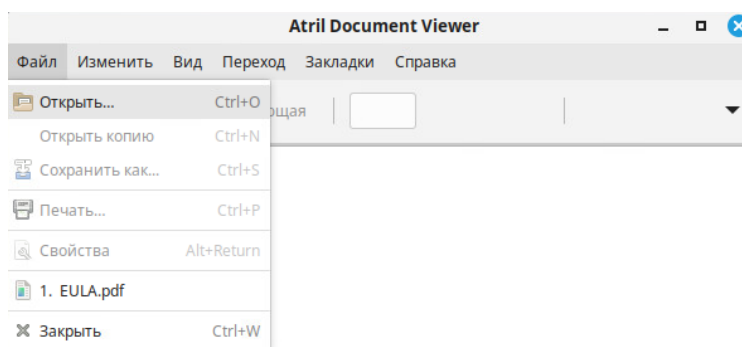 Atril Document Viewer
Файл Изменить Вид Переход Закладки Справка
Открыть... Ctrl+O
Открыть копию Ctrl+N
Сохранить как... Ctrl+S
Печать... Ctrl+P
Свойства Alt+Return
1. EULA.pdf
Закрыть Ctrl+W